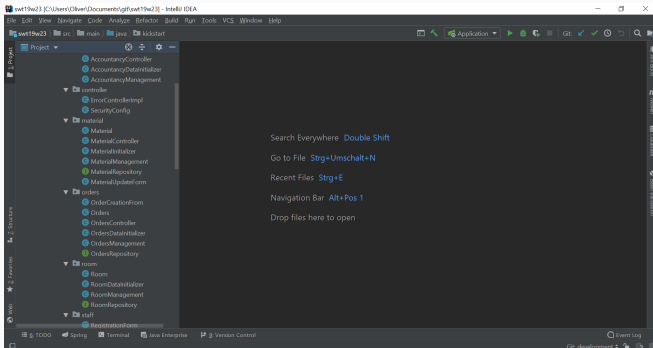 swt19w23 [C:\Users\Oliver\Documents\git\swt19w23] - IntelliJ IDEA
File Edit View Navigate Code Analyze Refactor Build Run Tools VCS Window Help
swt19w23 src main java kickstart Application Git:
1: Project
Project
AccountancyController
AccountancyDataInitializer
AccountancyManagement
controller
ErrorControllerImpl
SecurityConfig
material
Material
MaterialController
MaterialInitializer
MaterialManagement
MaterialRepository
MaterialUpdateForm
orders
OrderCreationFrom
Orders
OrdersController
OrdersDataInitializer
OrdersManagement
OrdersRepository
room
Room
RoomDataInitializer
RoomManagement
RoomRepository
staff
RegistrationForm
Search Everywhere Double Shift
Go to File Strg+Umschalt+N
Recent Files Strg+E
Navigation Bar Alt+Pos 1
Drop files here to open
7: Structure
2: Favorites
Web
6: TODO Spring Terminal Java Enterprise 9: Version Control Event Log
Git: development